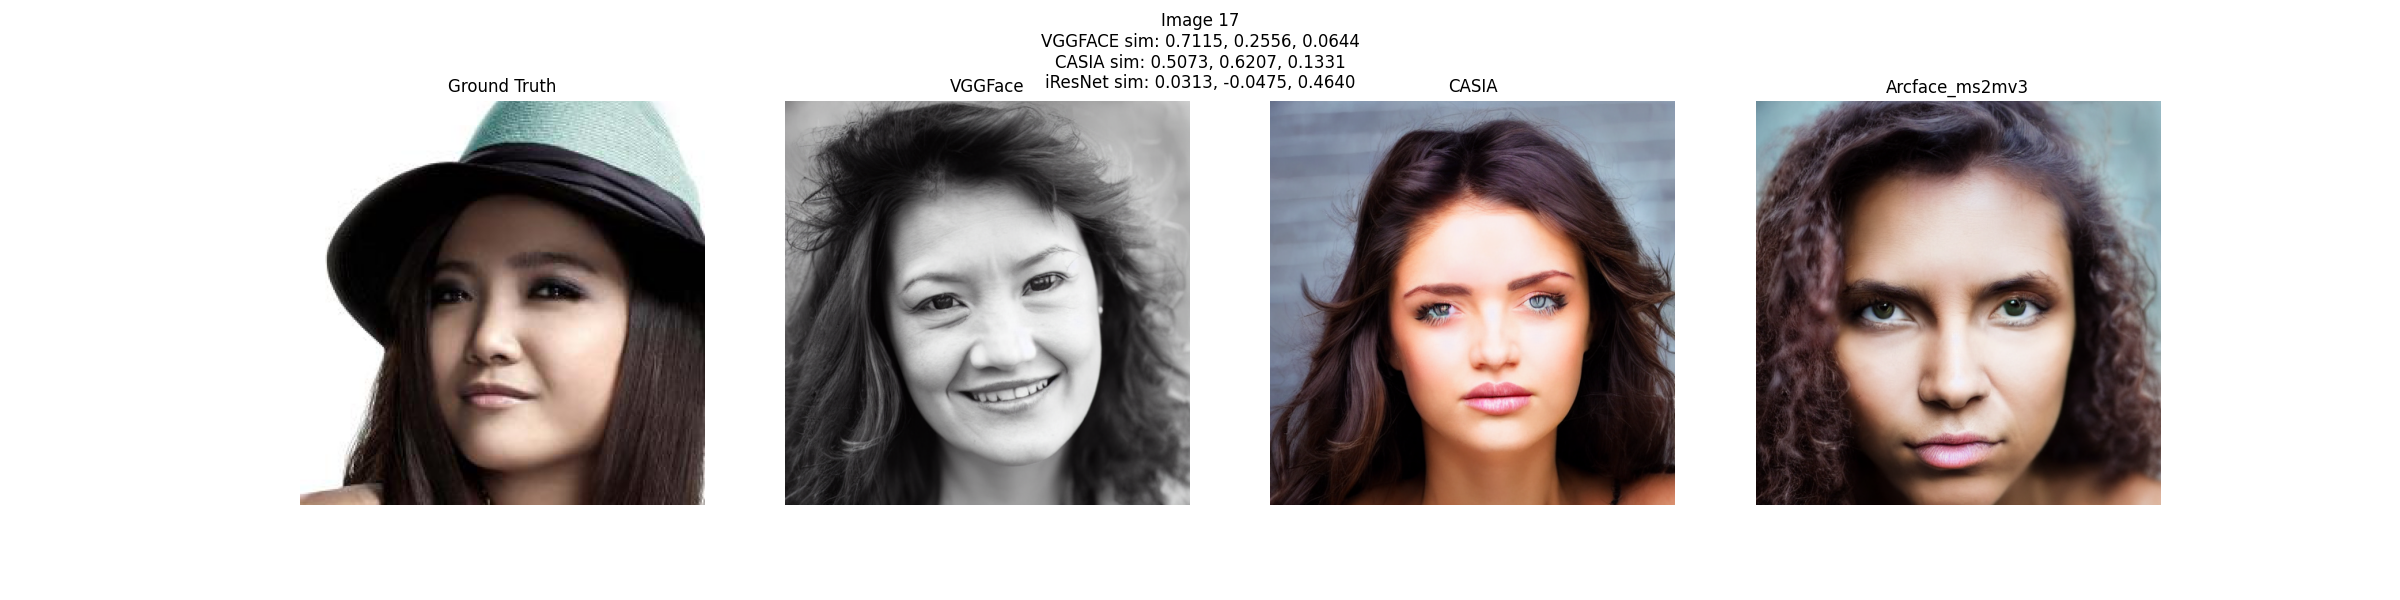 Image 17
VGGFACE sim: 0.7115, 0.2556, 0.0644
CASIA sim: 0.5073, 0.6207, 0.1331
iResNet sim: 0.0313, -0.0475, 0.4640
Ground Truth
VGGFace
CASIA
Arcface_ms2mv3